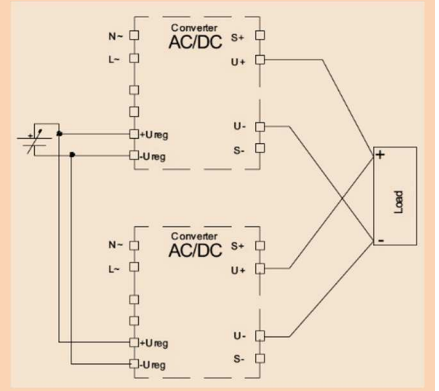 Converter
AC/DC
N~
S+
L~
U+
+Ureg
U-
-Ureg
S-
+
+
-
Load
Converter
AC/DC
N~
S+
L~
U+
+Ureg
U-
-Ureg
S-